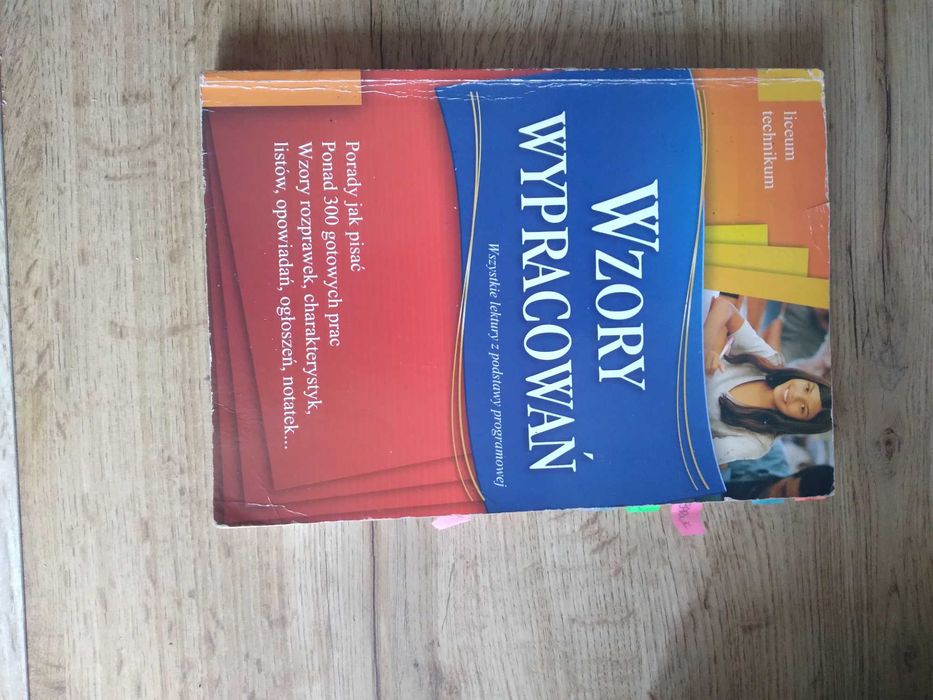 liceum
technikum
WZORY
WYPRACOWAŃ
Wszystkie lektury z podstawy programowej
Porady jak pisać
Ponad 300 gotowych prac
Wzory rozprawek, charakterystyk,
listów, opowiadań, ogłoszeń, notatek...